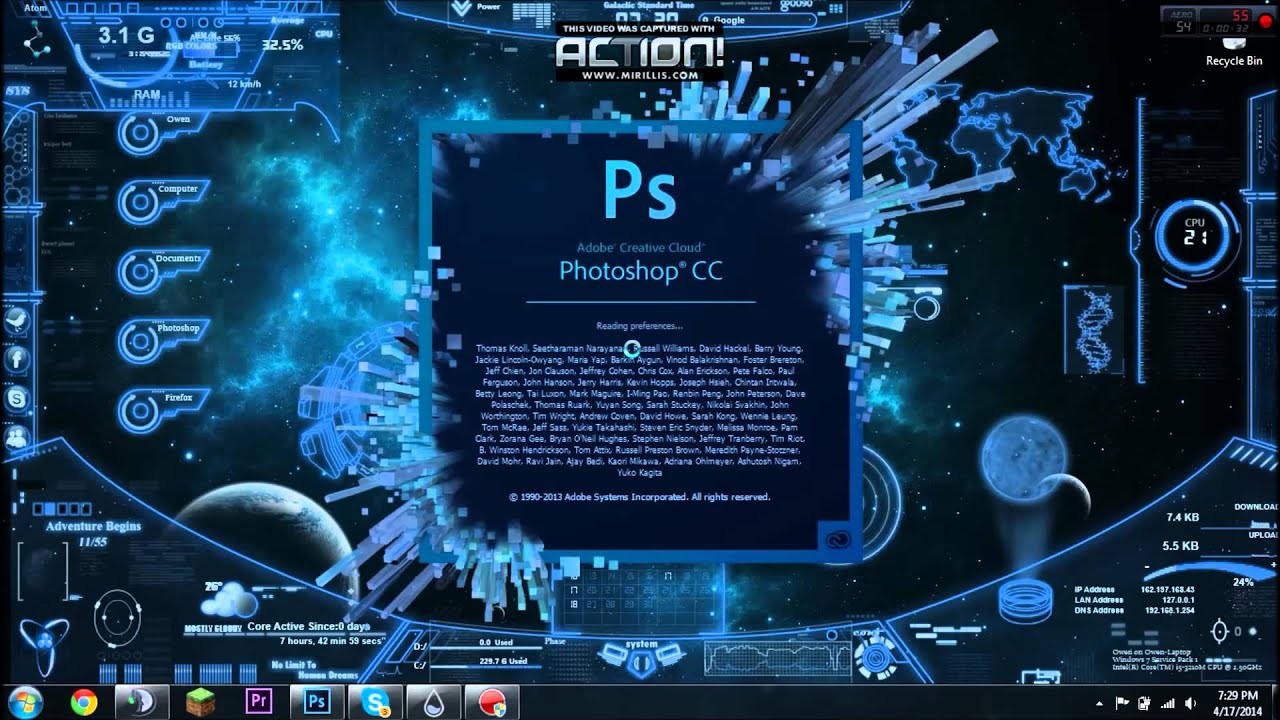 Atom
3.1 G
RGB COLORS
Battery
Average
CPU
32.5%
12 km/h
RAM
SYS
Power
Galactic Standard Time
Google
THIS VIDEO WAS CAPTURED WITH
ACTION!
WWW.MIRILLIS.COM
AERO
54
55
0:00:32
Recycle Bin
Owen
Computer
Documents
Photoshop
Firefox
CPU
21
Ps
Adobe® Creative Cloud™
Photoshop® CC
Reading preferences...
Thomas Knoll, Seetharaman Narayanan, Russell Williams, David Hackel, Barry Young,
Jackie Lincoln-Owyang, Maria Yap, Barkin Aygun, Vinod Balakrishnan, Foster Brereton,
Jeff Chien, Jon Clauson, Jeffrey Cohen, Chris Cox, Alan Erickson, Pete Falco, Paul
Ferguson, John Hanson, Jerry Harris, Kevin Hopps, Joseph Hsieh, Chintan Intwala,
Betty Leong, Tai Luxon, Mark Maguire, I-Ming Pao, Renbin Peng, John Peterson, Dave
Polaschek, Thomas Ruark, Yuyan Song, Sarah Stuckey, Nikolai Svakhin, John
Worthington, Tim Wright, Andrew Coven, David Howe, Sarah Kong, Wennie Leung,
Tom McRae, Jeff Sass, Yukie Takahashi, Steven Eric Snyder, Melissa Monroe, Pam
Clark, Zorana Gee, Bryan O'Neil Hughes, Stephen Nielson, Jeffrey Tranberry, Tim Riot,
B. Winston Hendrickson, Tom Attix, Russell Preston Brown, Meredith Payne-Stotzner,
David Mohr, Ravi Jain, Ajay Bedi, Kaori Mikawa, Adriana Ohlmeyer, Ashutosh Nigam,
Yuko Kagita
© 1990-2013 Adobe Systems Incorporated. All rights reserved.
Adventure Begins
11/55
26°
MOSTLY CLOUDY
Core Active Since:0 days
7 hours, 42 min 59 secs"
No Limit To
Human Dreams
D:/
0.0 Used
C:/
229.7 G Used
Phase
17
18
system
DOWNLOAD
7.4 KB
UPLOA
5.5 KB
24%
IP Address 162.197.168.43
LAN Address 127.0.0.1
DNS Address 192.168.1.254
Owen on Owen-Laptop
Windows 7 Service Pack 1
Intel(R) Core(TM) i5-3210M CPU @ 2.50GHz
Pr
Ps
7:29 PM
4/17/2014